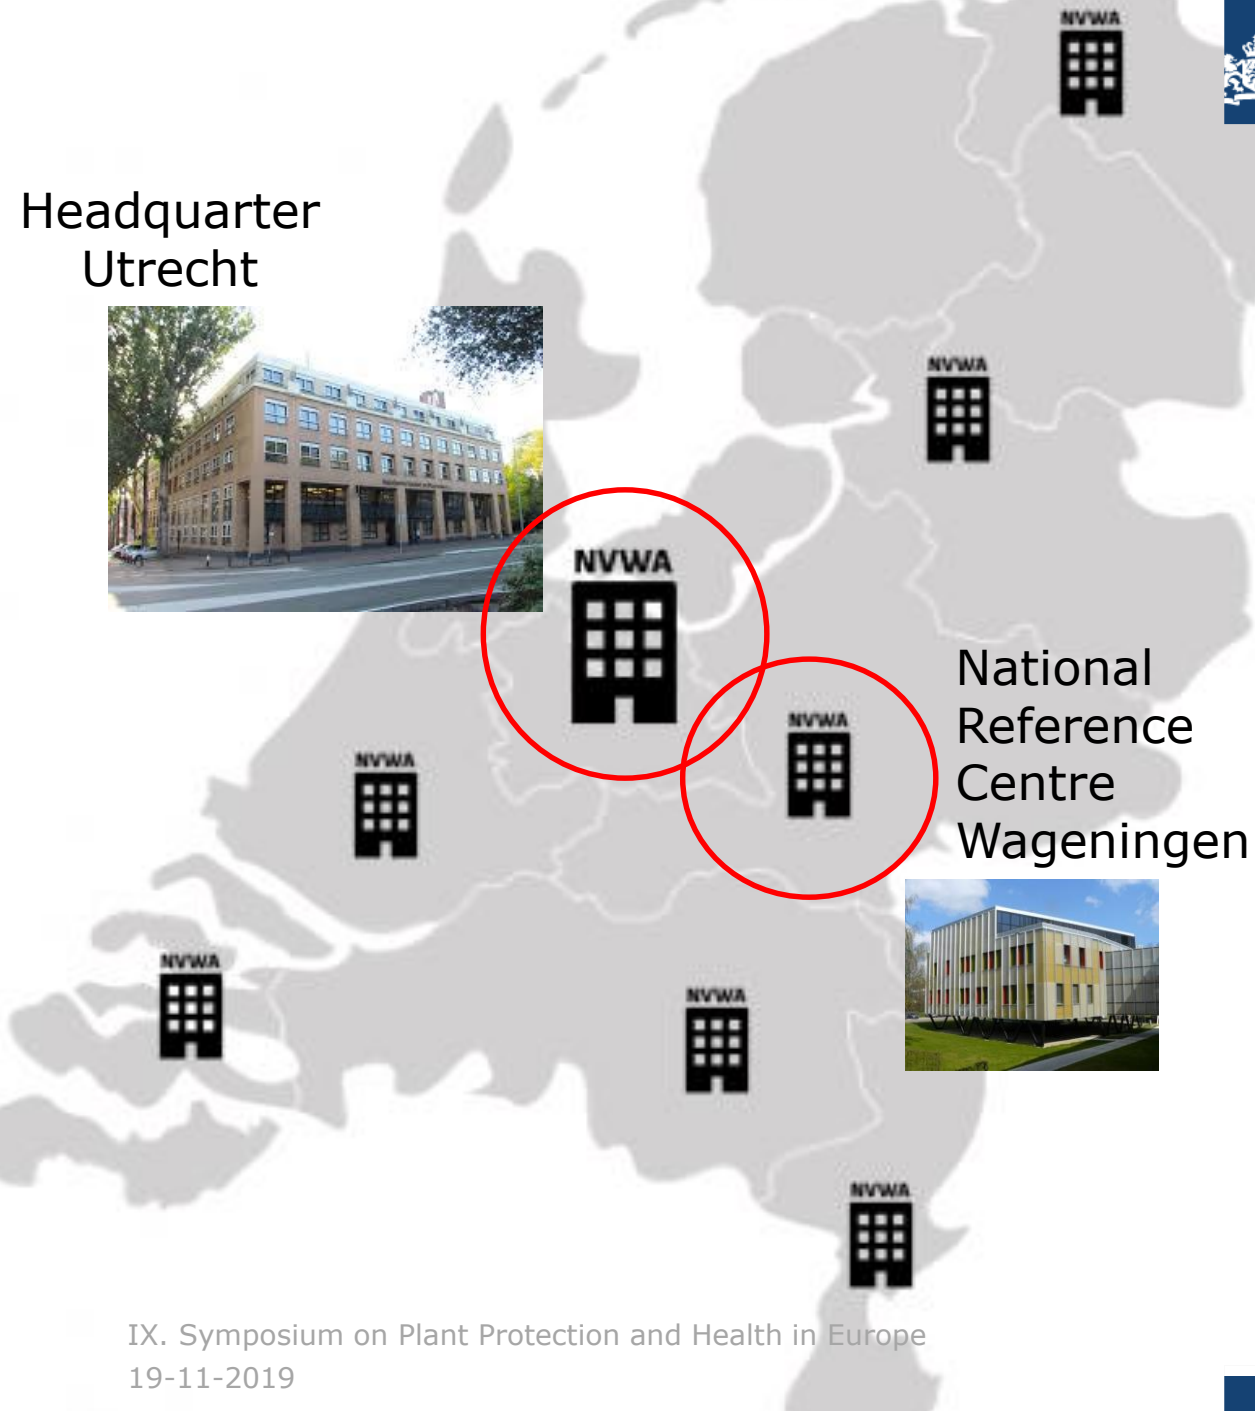 NVWA
Headquarter
Utrecht
NVWA
NVWA
National
Reference
Centre
Wageningen
NVWA
NVWA
NVWA
NVWA
NVWA
IX. Symposium on Plant Protection and Health in Europe
19-11-2019